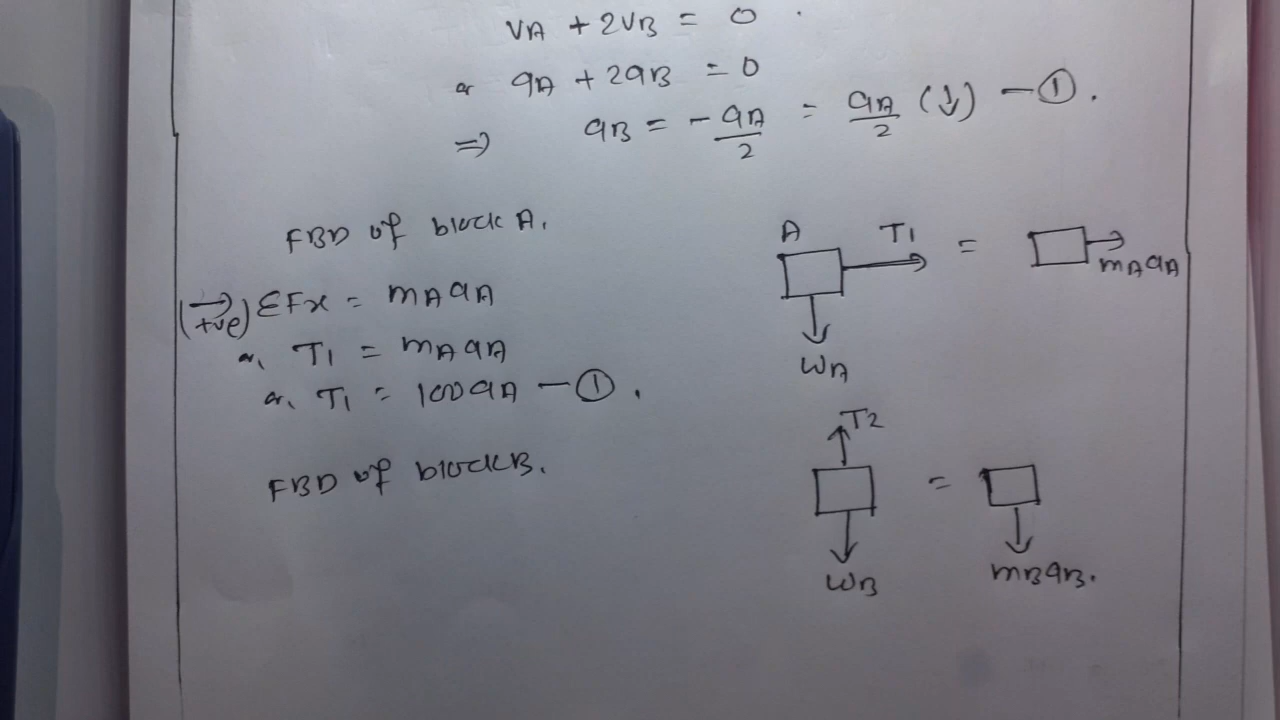 VA + 2VB = 0 .
or aA + 2aB = 0
=> aB = - aA/2 = aA/2 (↓) — ① .
FBD of block A.
(→ +ve) ΣFx = mAaA
or, T1 = mAaA
or, T1 = 100aA — ① .
A T1 = mAaA
WA
FBD of block B.
T2
=
WB mBaB.